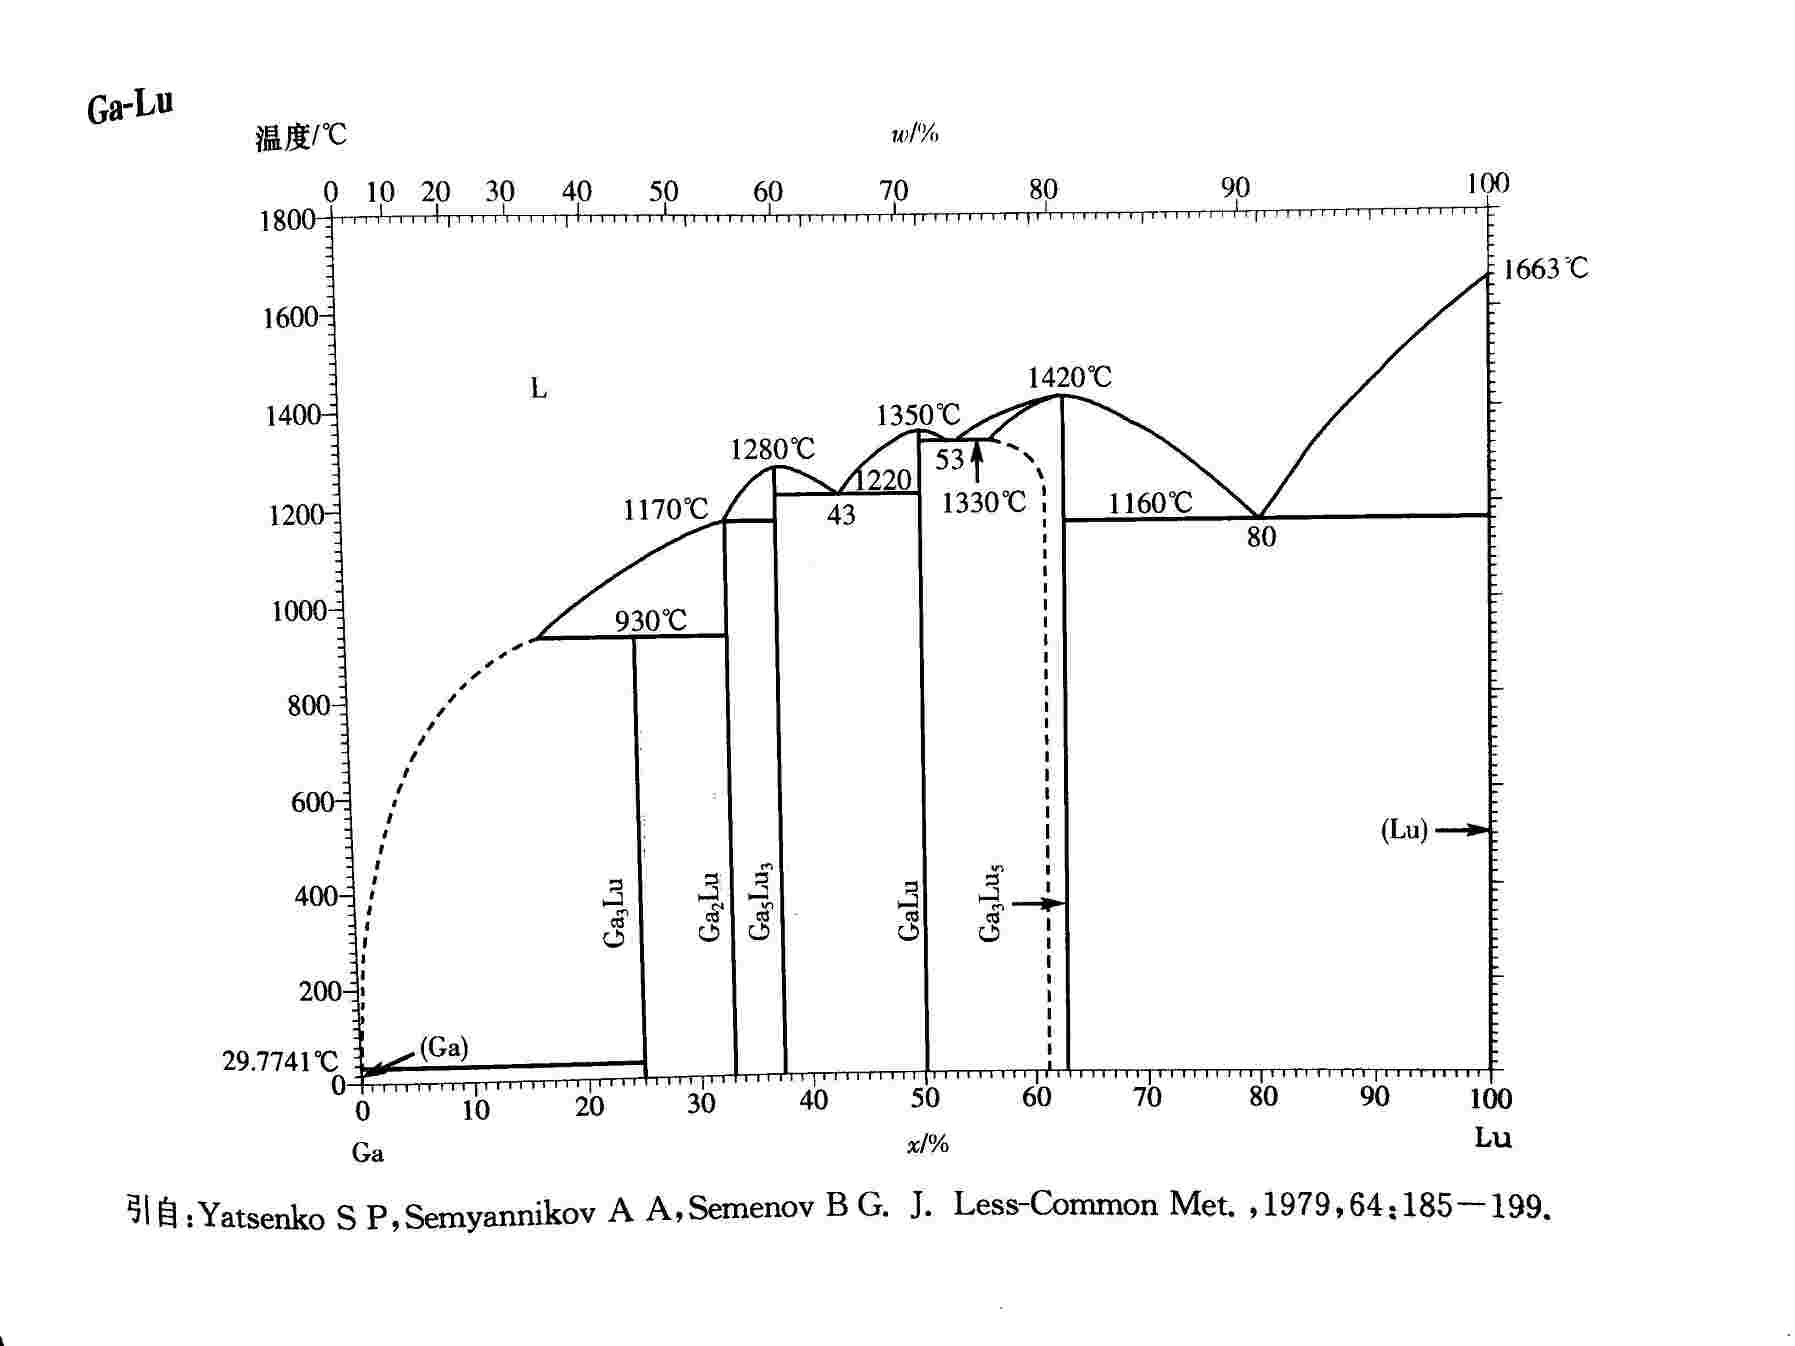 Ga-Lu
温度/℃
w/%
0 10 20 30 40 50 60 70 80 90 100
1800
1663℃
1600
L
1420℃
1400
1350℃
1280℃
53
1220
1330℃
1170℃
1200
43
1160℃
80
1000
930℃
800
600
(Lu)
400
Ga₃Lu
Ga₂Lu
Ga₅Lu₃
GaLu
Ga₃Lu₅
200
(Ga)
29.7741℃
0
0 10 20 30 40 50 60 70 80 90 100
Ga
x/%
Lu
引自:Yatsenko S P,Semyannikov A A,Semenov B G. J. Less-Common Met.,1979,64:185—199.